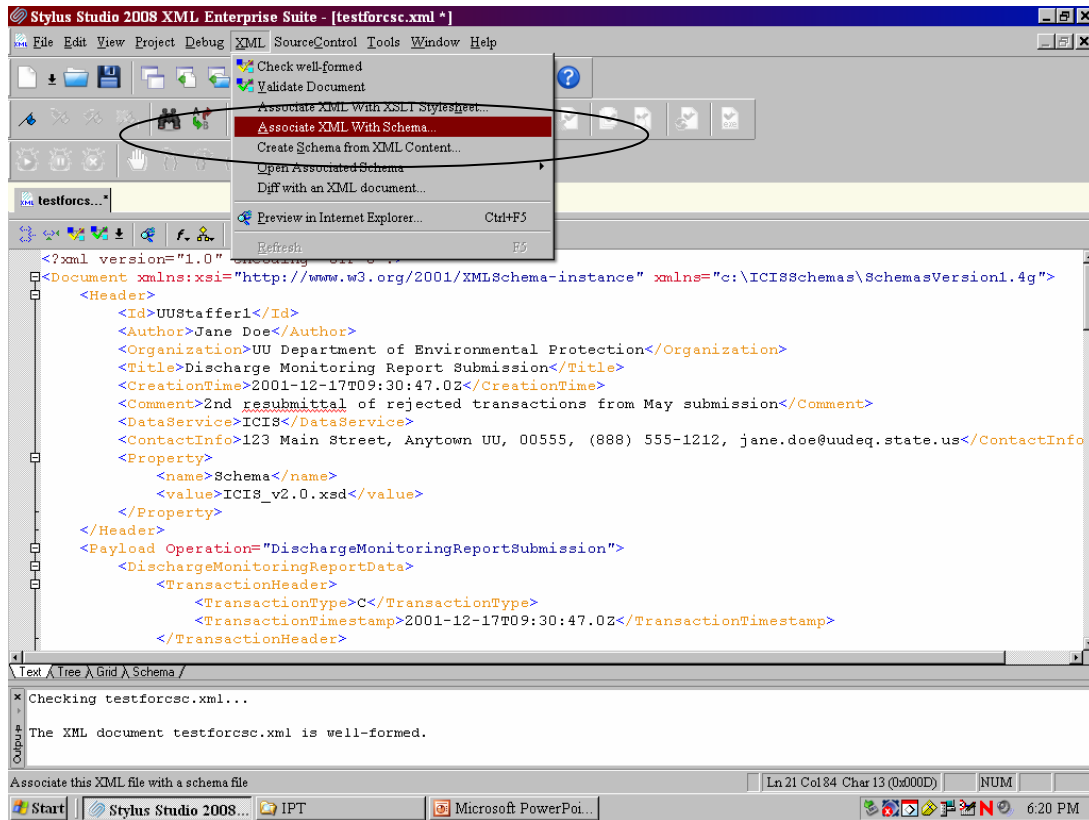 Stylus Studio 2008 XML Enterprise Suite - [testforcsc.xml *]
File Edit View Project Debug XML SourceControl Tools Window Help
Check well-formed
Validate Document
Associate XML With XSLT Stylesheet...
Associate XML With Schema...
Create Schema from XML Content...
Open Associated Schema
Diff with an XML document...
Preview in Internet Explorer... Ctrl+F5
Refresh F5
testforcs...*
<?xml version="1.0"
<Document xmlns:xsi="http://www.w3.org/2001/XMLSchema-instance" xmlns="c:\ICISSchemas\SchemasVersion1.4g">
<Header>
<Id>UUStaffer1</Id>
<Author>Jane Doe</Author>
<Organization>UU Department of Environmental Protection</Organization>
<Title>Discharge Monitoring Report Submission</Title>
<CreationTime>2001-12-17T09:30:47.0Z</CreationTime>
<Comment>2nd resubmittal of rejected transactions from May submission</Comment>
<DataService>ICIS</DataService>
<ContactInfo>123 Main Street, Anytown UU, 00555, (888) 555-1212, jane.doe@uudeq.state.us</ContactInfo
<Property>
<name>Schema</name>
<value>ICIS_v2.0.xsd</value>
</Property>
</Header>
<Payload Operation="DischargeMonitoringReportSubmission">
<DischargeMonitoringReportData>
<TransactionHeader>
<TransactionType>C</TransactionType>
<TransactionTimestamp>2001-12-17T09:30:47.0Z</TransactionTimestamp>
</TransactionHeader>
Text Tree Grid Schema
Checking testforcsc.xml...
The XML document testforcsc.xml is well-formed.
Output
Associate this XML file with a schema file Ln 21 Col 84 Char 13 (0x000D) NUM
Start Stylus Studio 2008... IPT Microsoft PowerPoi... 6:20 PM